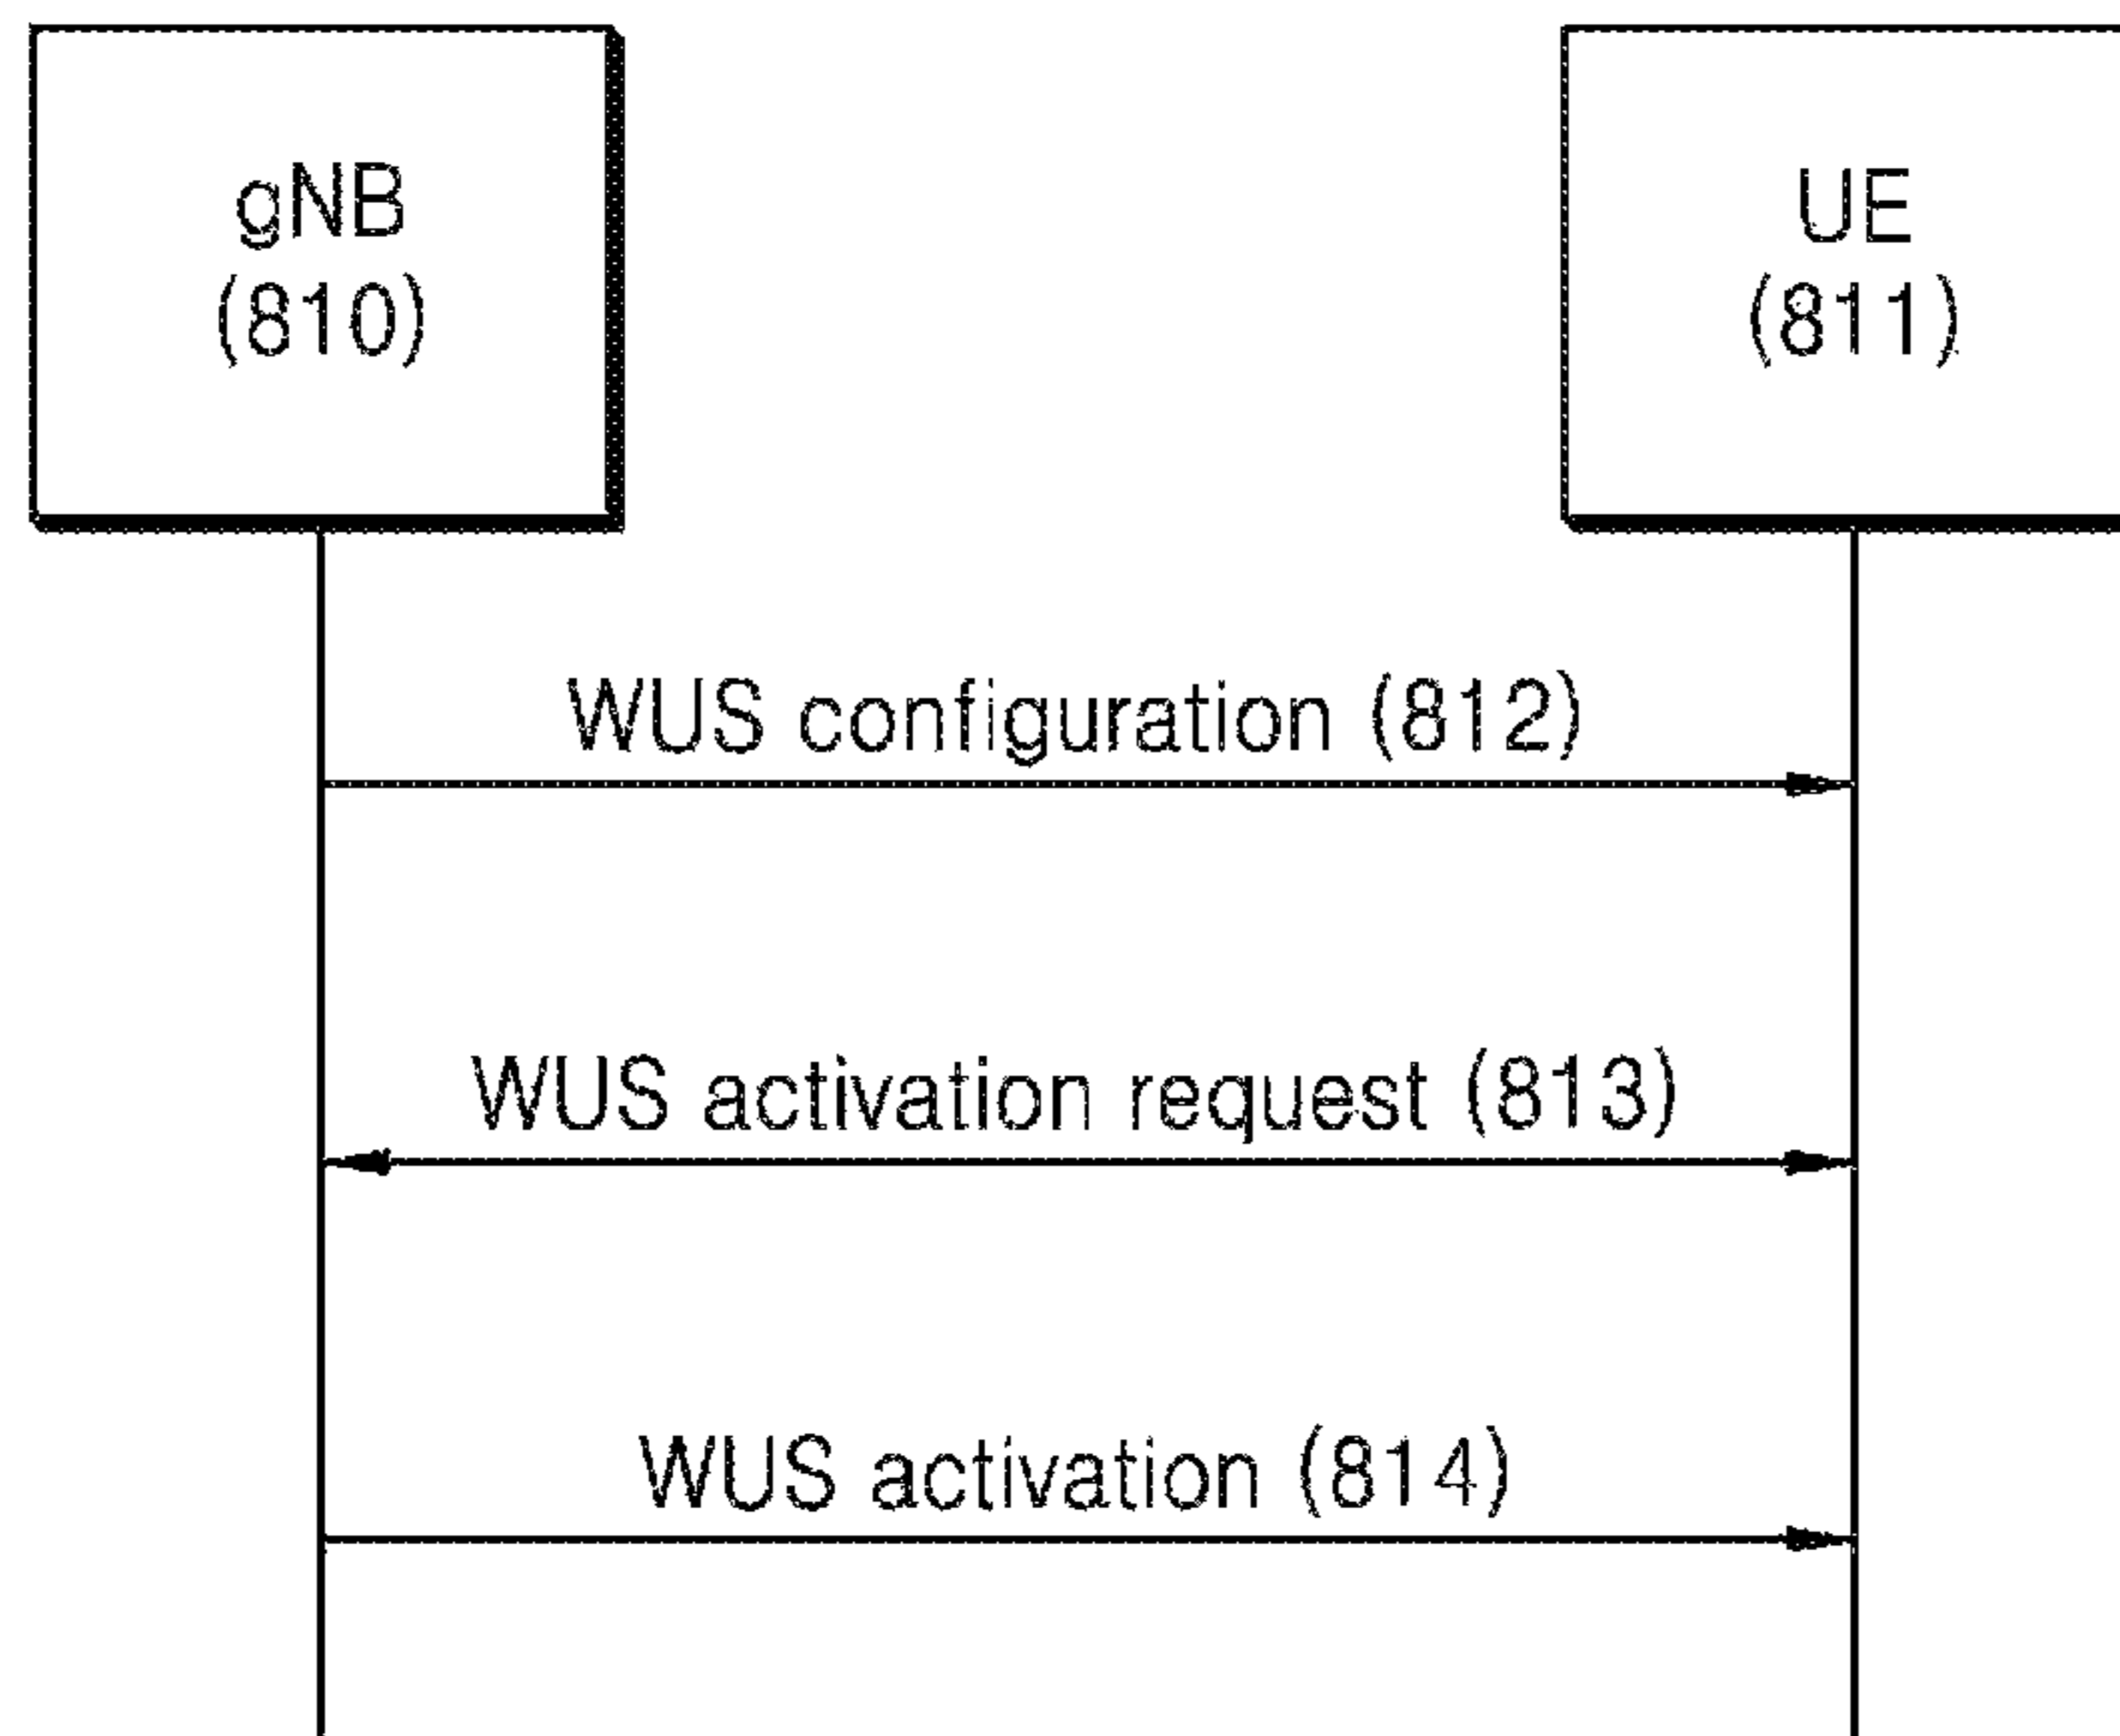 gNB
(810)
UE
(811)
WUS configuration (812)
WUS activation request (813)
WUS activation (814)